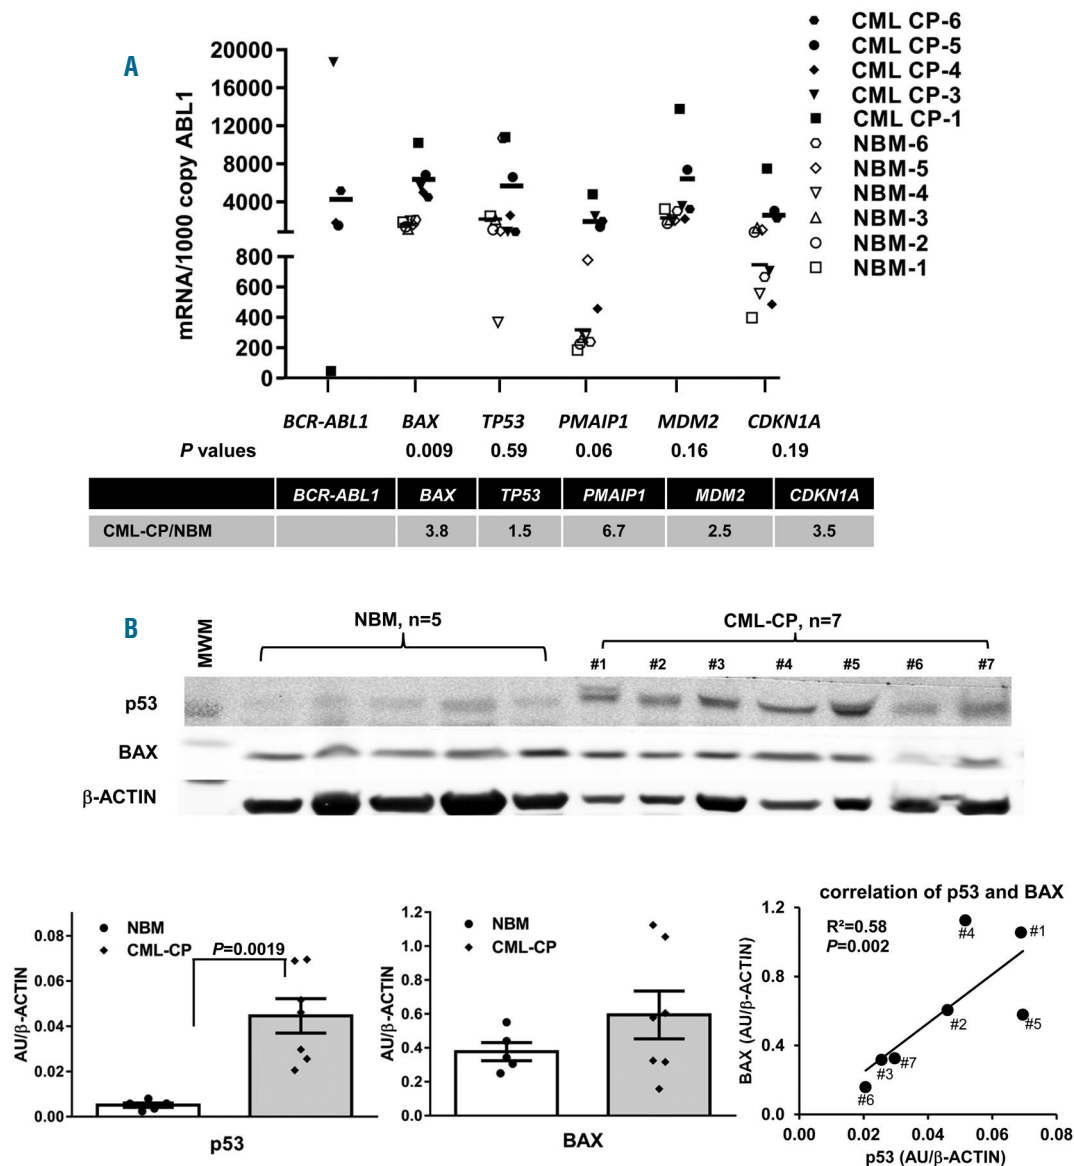 A
mRNA/1000 copy ABL1
20000
16000
12000
8000
4000
800
600
400
200
0
CML CP-6
CML CP-5
CML CP-4
CML CP-3
CML CP-1
NBM-6
NBM-5
NBM-4
NBM-3
NBM-2
NBM-1
BCR-ABL1 BAX TP53 PMAIP1 MDM2 CDKN1A
P values 0.009 0.59 0.06 0.16 0.19
BCR-ABL1 BAX TP53 PMAIP1 MDM2 CDKN1A
CML-CP/NBM 3.8 1.5 6.7 2.5 3.5
B
MWM
NBM, n=5
CML-CP, n=7
#1 #2 #3 #4 #5 #6 #7
p53
BAX
β-ACTIN
AU/β-ACTIN
0.08
0.06
0.04
0.02
0.00
NBM
CML-CP
P=0.0019
p53
AU/β-ACTIN
1.2
1.0
0.8
0.6
0.4
0.2
0.0
NBM
CML-CP
BAX
correlation of p53 and BAX
BAX (AU/β-ACTIN)
1.2
0.8
0.4
0.0
R²=0.58
P=0.002
#4
#1
#2
#5
#3
#7
#6
0.00 0.02 0.04 0.06 0.08
p53 (AU/β-ACTIN)